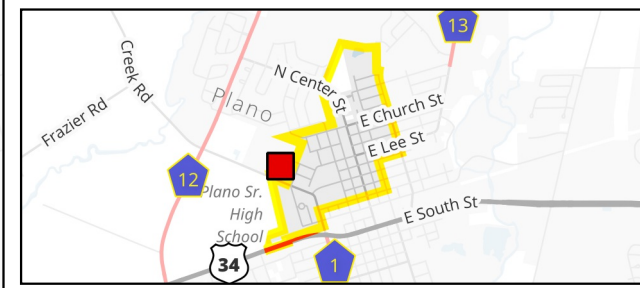 13
N Center St
Creek Rd
Plano
Frazier Rd
E Church St
E Lee St
12
Plano Sr.
High
School
E South St
34
1